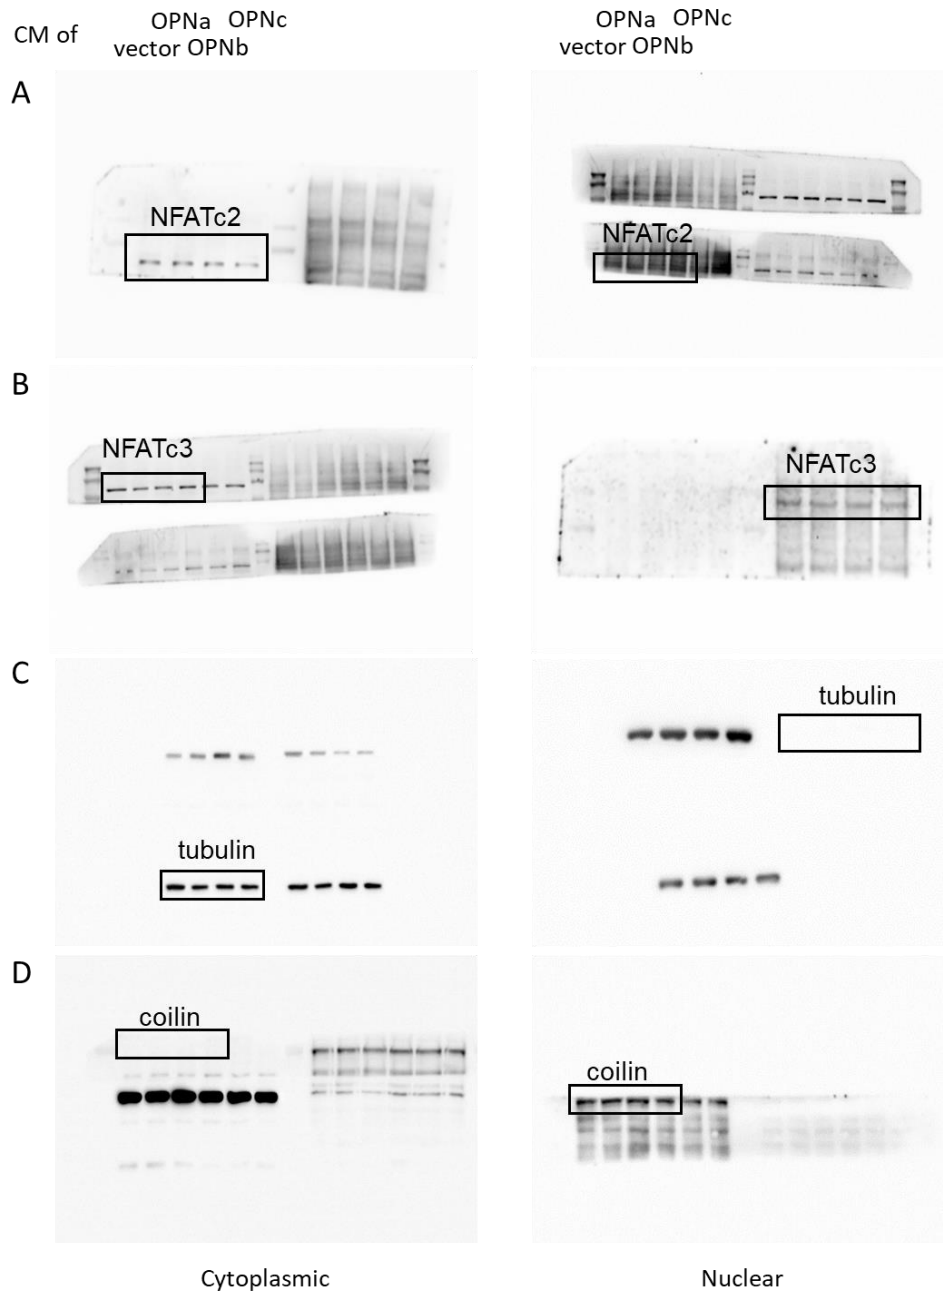 CM of
OPNa OPNc
vector OPNb
OPNa OPNc
vector OPNb
A
NFATc2
NFATc2
B
NFATc3
NFATc3
C
tubulin
tubulin
D
coilin
coilin
Cytoplasmic
Nuclear